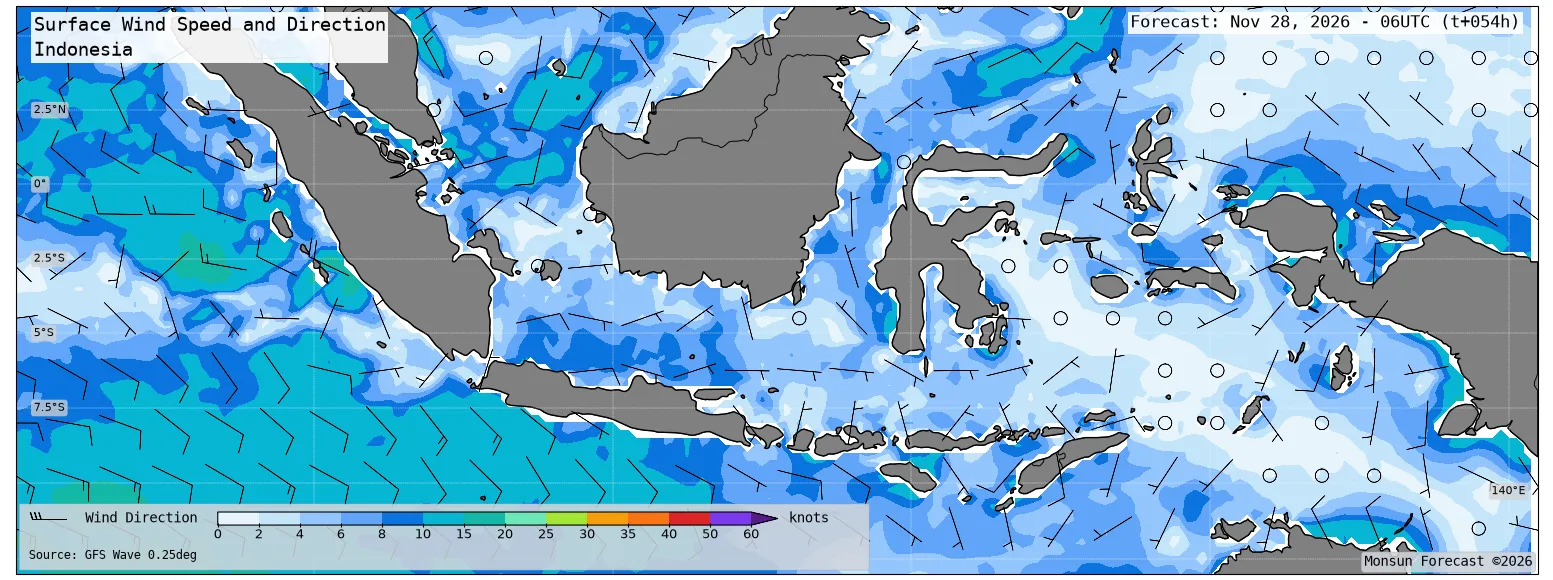 Surface Wind Speed and Direction
Indonesia
Forecast: Nov 28, 2026 - 06UTC (t+054h)
2.5°N
0°
2.5°S
5°S
7.5°S
140°E
Wind Direction
0 2 4 6 8 10 15 20 25 30 35 40 50 60
knots
Source: GFS Wave 0.25deg
Monsun Forecast ©2026